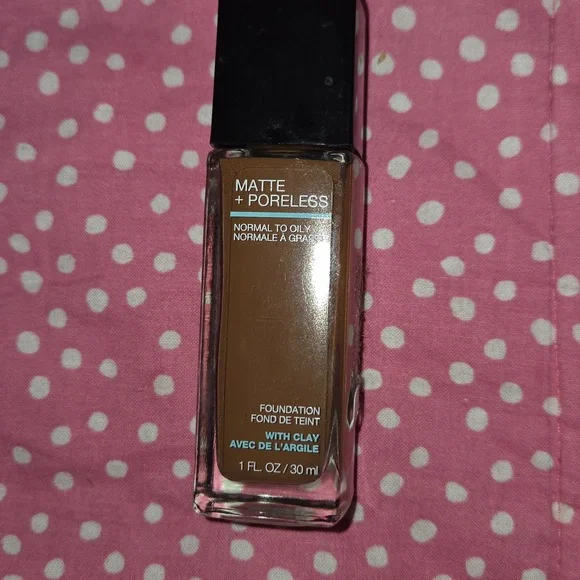 MATTE
+ PORELESS
NORMAL TO OILY
NORMALE À GRASSE
FOUNDATION
FOND DE TEINT
WITH CLAY
AVEC DE L'ARGILE
1 FL. OZ / 30 ml